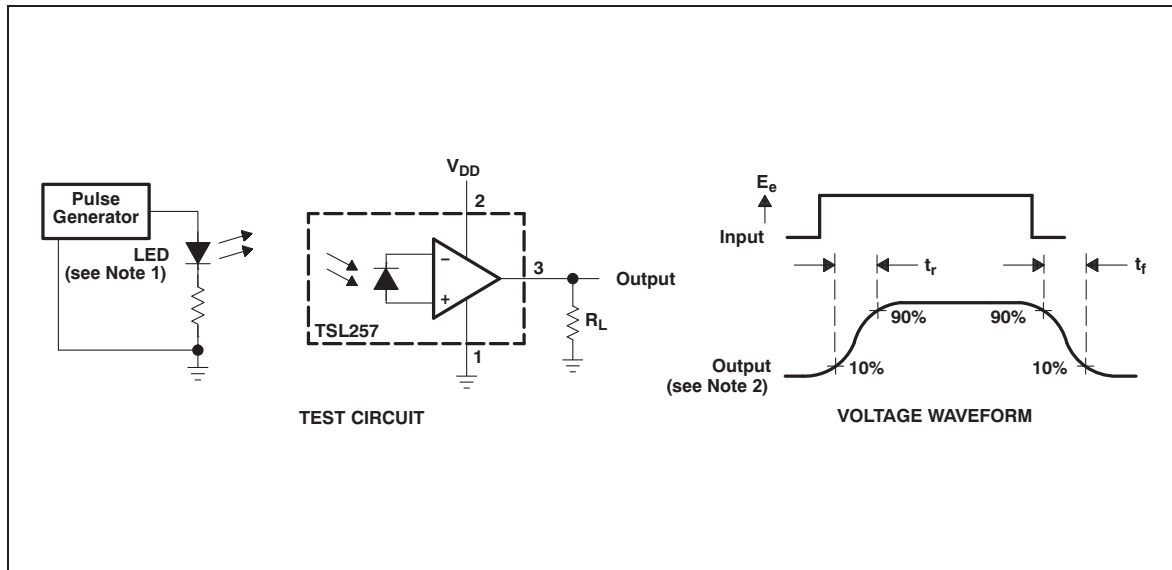 Pulse
Generator
LED
(see Note 1)
V_DD
2
−
+
3
Output
R_L
TSL257
1
TEST CIRCUIT
E_e
Input
t_r
t_f
90%
90%
10%
10%
Output
(see Note 2)
VOLTAGE WAVEFORM